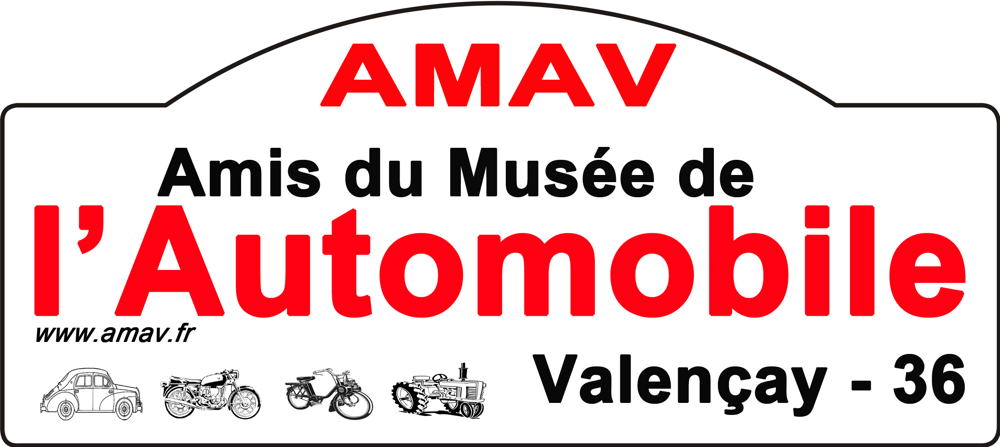 AMAV
Amis du Musée de
l’Automobile
www.amav.fr
Valençay - 36